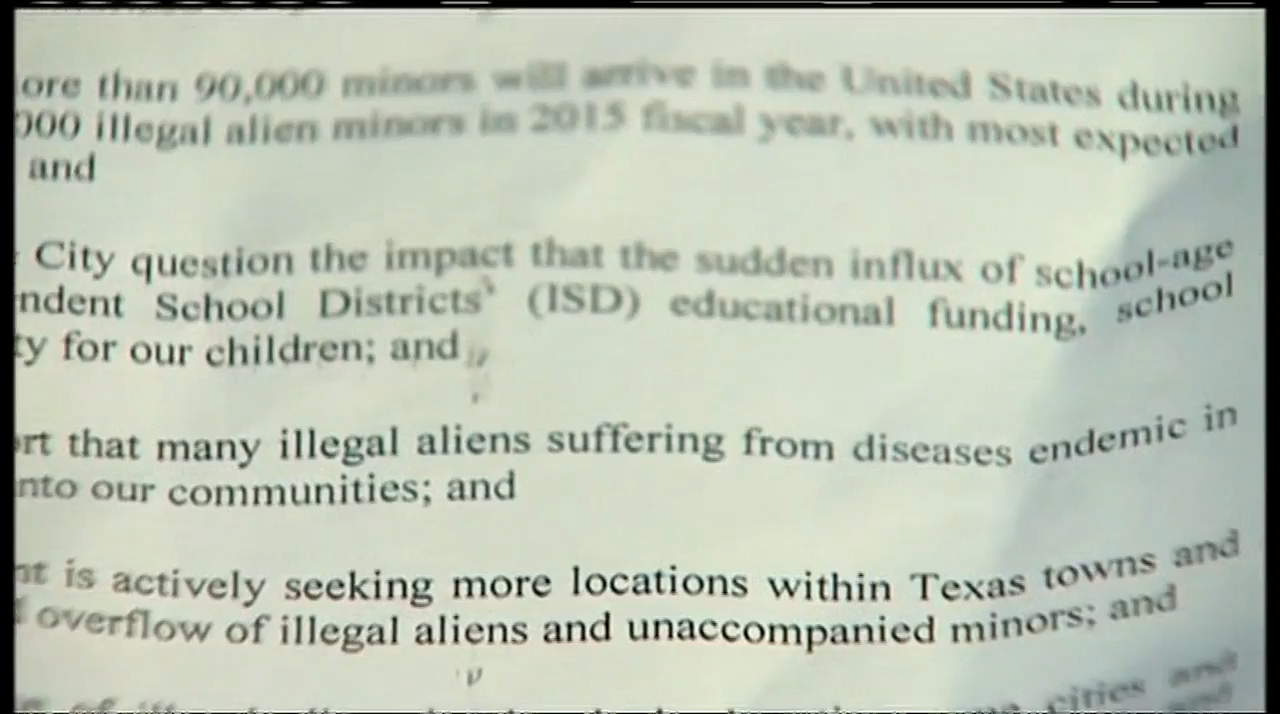 ore than 90,000 minors will arrive in the United States during
000 illegal alien minors in 2015 fiscal year, with most expected
and
City question the impact that the sudden influx of school-age
ndent School Districts' (ISD) educational funding, school
ty for our children; and
rt that many illegal aliens suffering from diseases endemic in
nto our communities; and
nt is actively seeking more locations within Texas towns and
overflow of illegal aliens and unaccompanied minors; and
cities and